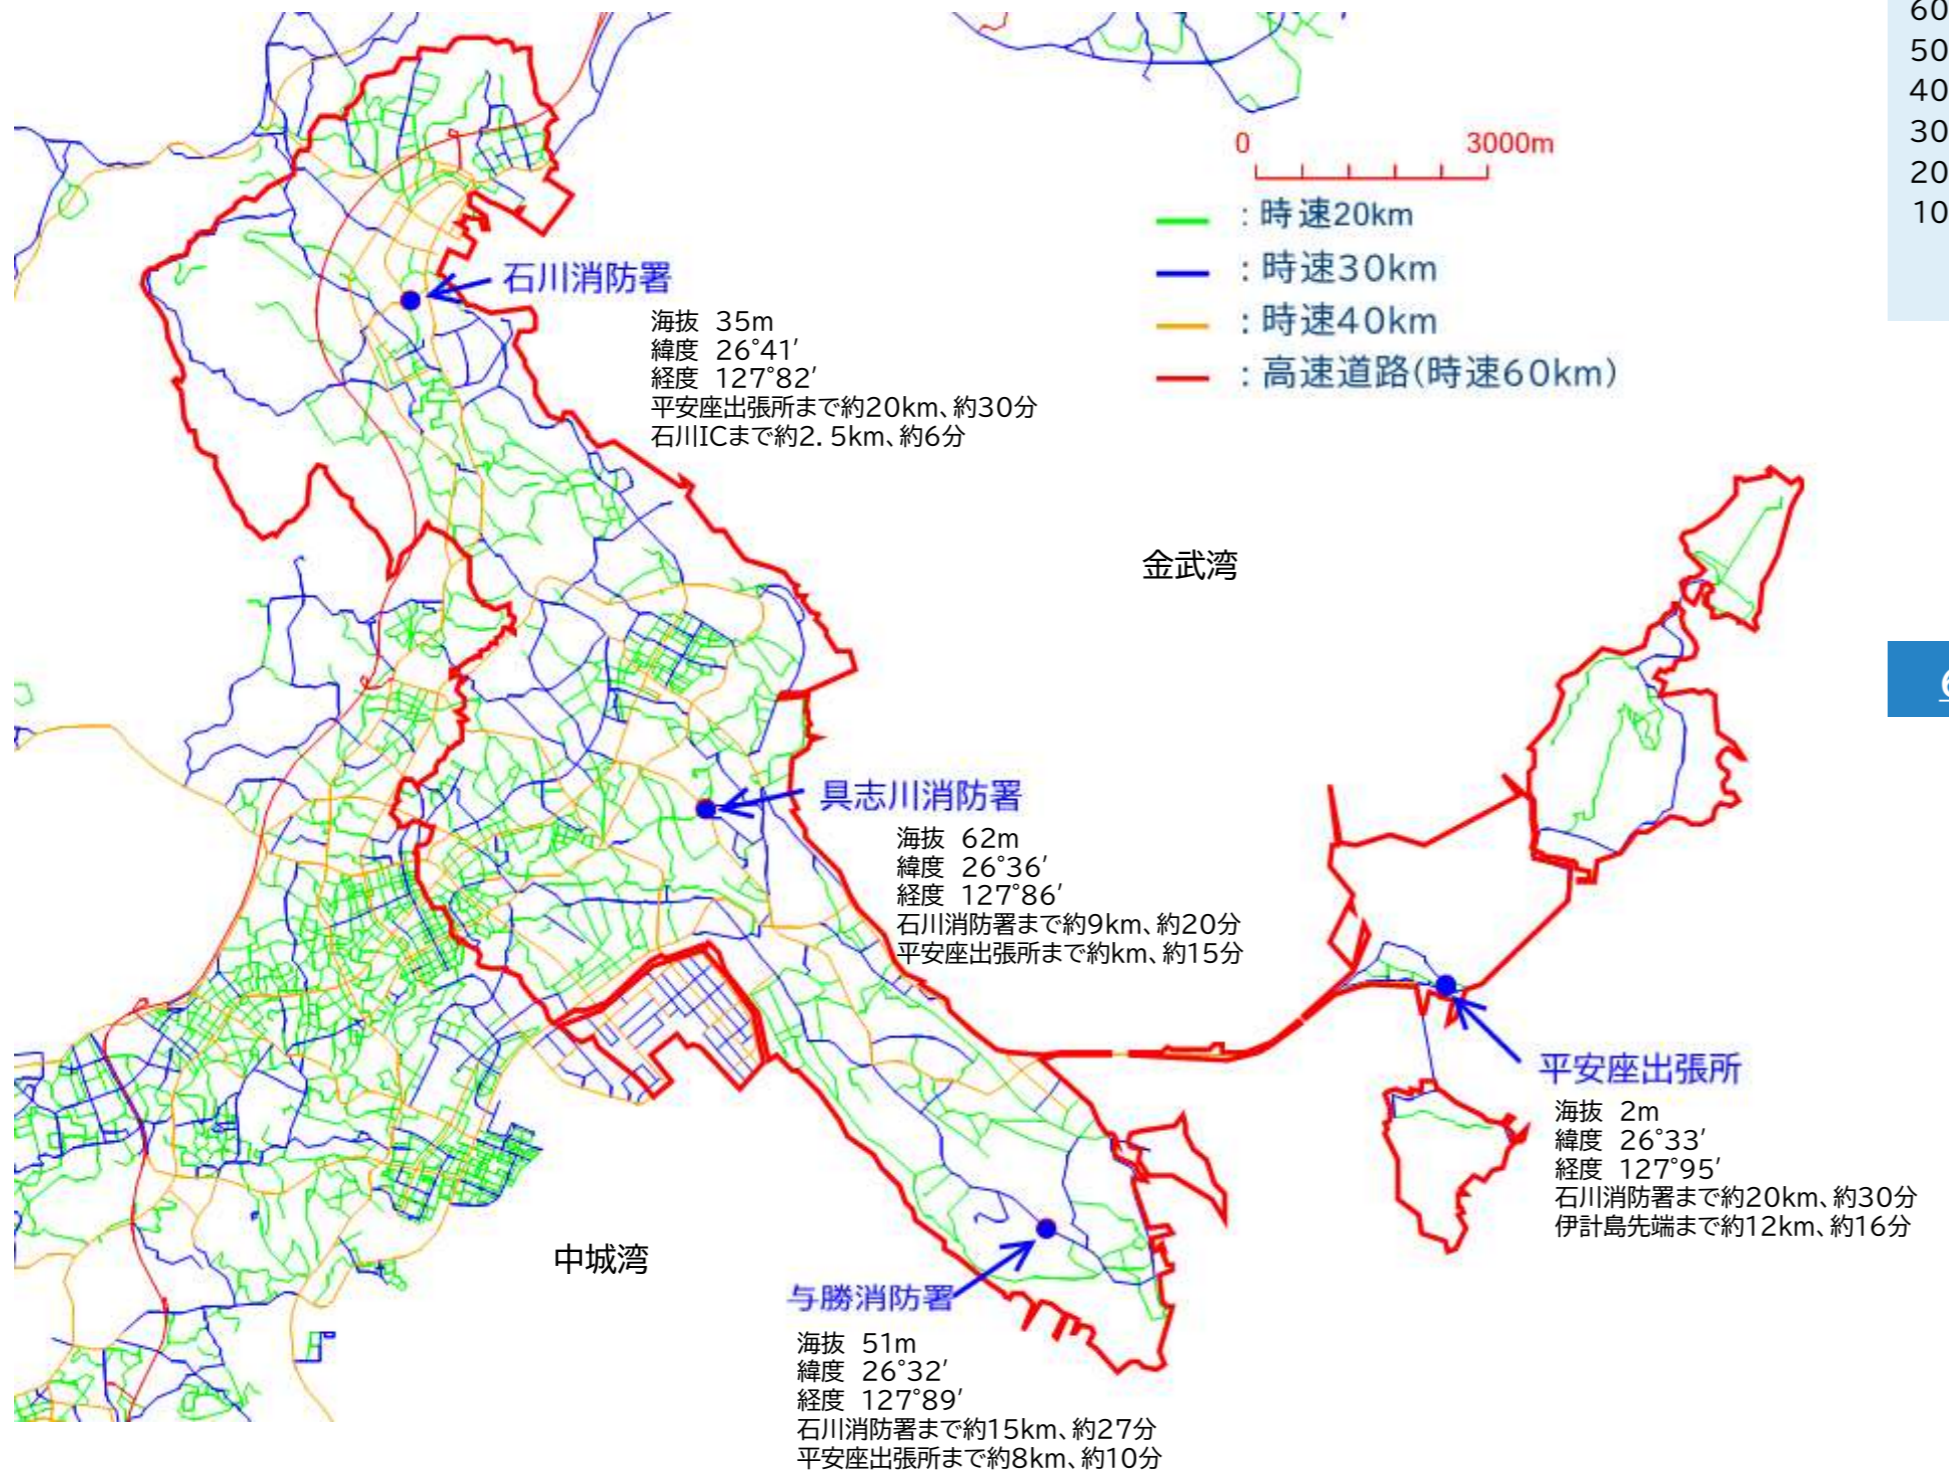 60
50
40
30
20
10
0 3000m
：時速20km
：時速30km
：時速40km
：高速道路(時速60km)
石川消防署
海抜 35m
緯度 26°41′
経度 127°82′
平安座出張所まで約20km、約30分
石川ICまで約2.5km、約6分
金武湾
具志川消防署
海抜 62m
緯度 26°36′
経度 127°86′
石川消防署まで約9km、約20分
平安座出張所まで約km、約15分
平安座出張所
海抜 2m
緯度 26°33′
経度 127°95′
石川消防署まで約20km、約30分
伊計島先端まで約12km、約16分
中城湾
与勝消防署
海抜 51m
緯度 26°32′
経度 127°89′
石川消防署まで約15km、約27分
平安座出張所まで約8km、約10分